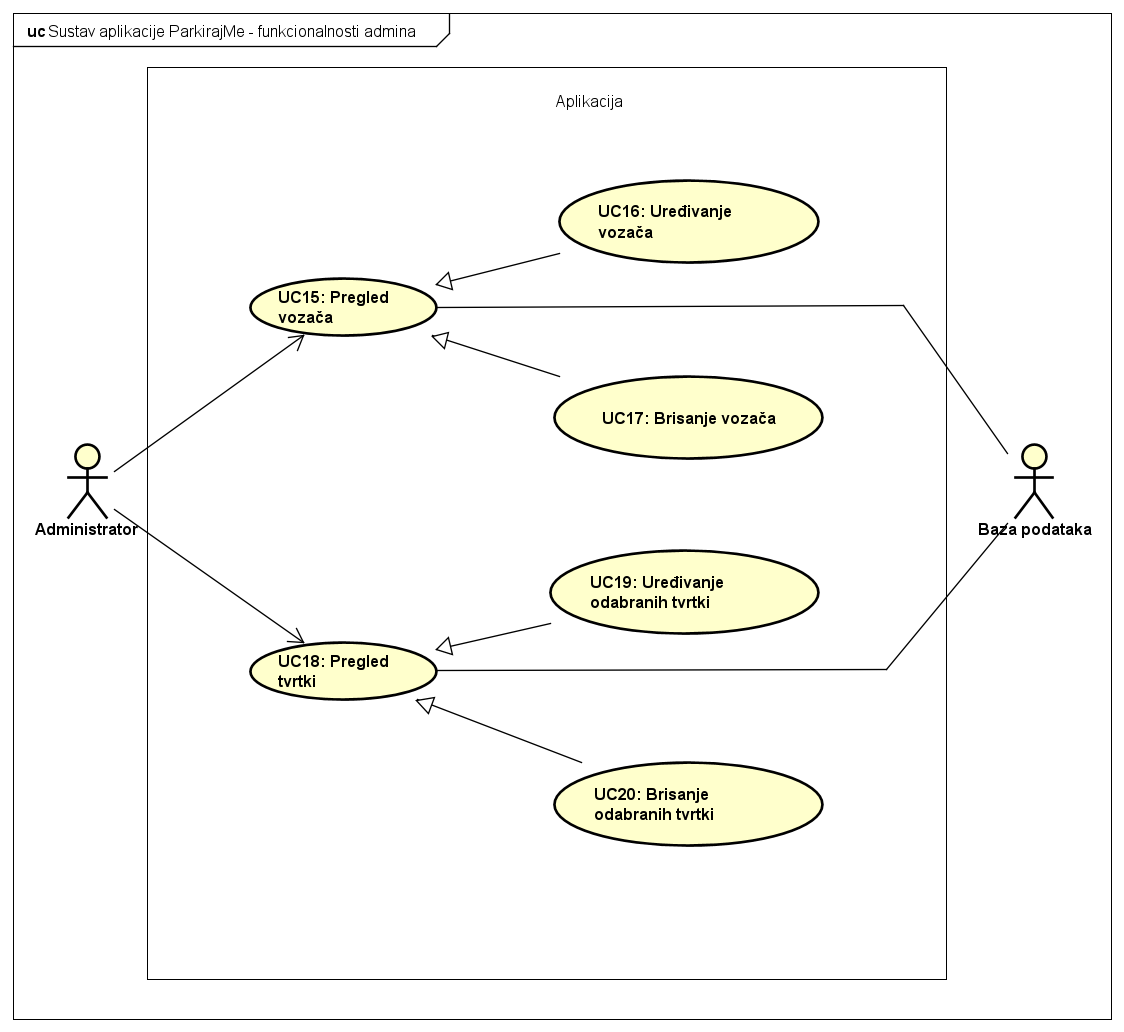 uc Sustav aplikacije ParkirajMe - funkcionalnosti admina
Aplikacija
UC16: Uređivanje
vozača
UC15: Pregled
vozača
UC17: Brisanje vozača
Administrator
Baza podataka
UC19: Uređivanje
odabranih tvrtki
UC18: Pregled
tvrtki
UC20: Brisanje
odabranih tvrtki